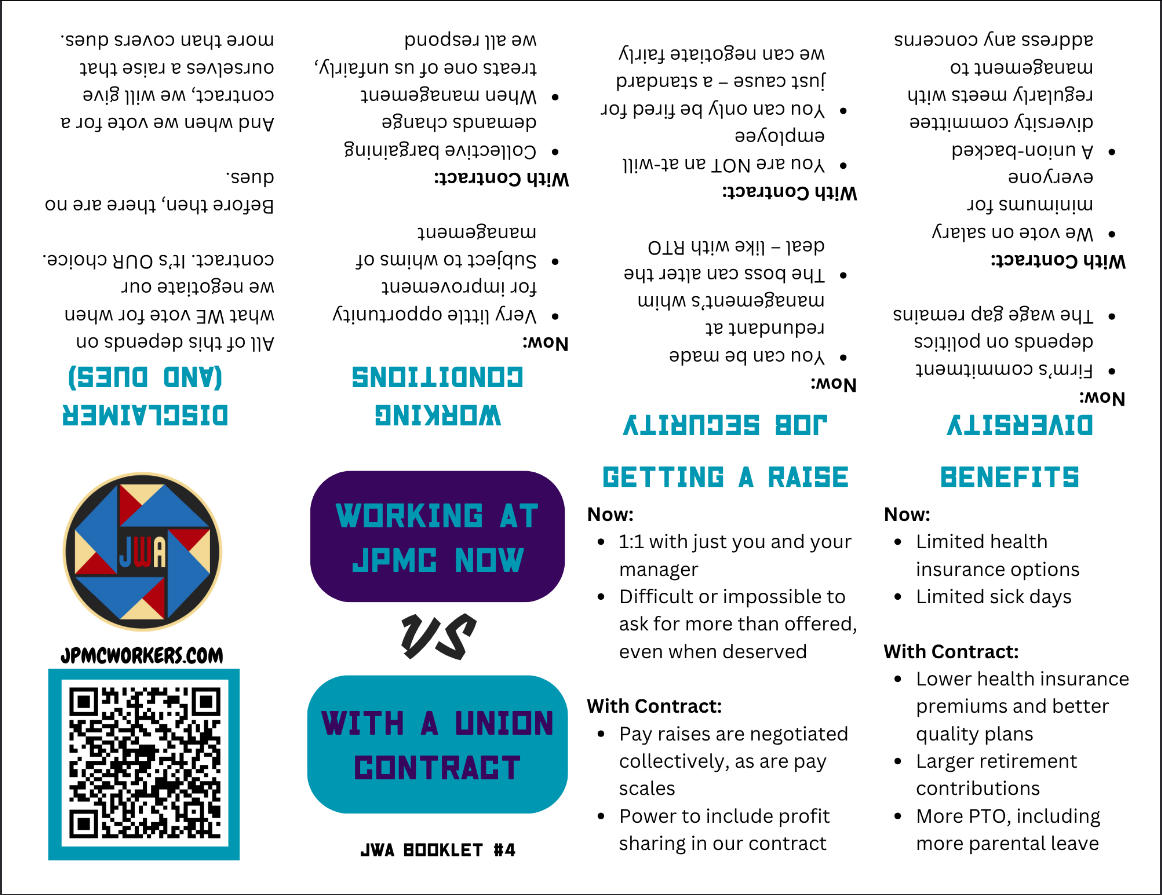 WORKING AT
JPMC NOW
VS
WITH A UNION
CONTRACT
JWA BOOKLET #4
GETTING A RAISE
Now:
• 1:1 with just you and your
manager
• Difficult or impossible to
ask for more than offered,
even when deserved
With Contract:
• Pay raises are negotiated
collectively, as are pay
scales
• Power to include profit
sharing in our contract
BENEFITS
Now:
• Limited health
insurance options
• Limited sick days
With Contract:
• Lower health insurance
premiums and better
quality plans
• Larger retirement
contributions
• More PTO, including
more parental leave
DIVERSITY
Now:
• Firm's commitment
depends on politics
• The wage gap remains
With Contract:
• We vote on salary
minimums for
everyone
• A union-backed
diversity committee
regularly meets with
management to
address any concerns
JOB SECURITY
Now:
• You can be made
redundant at
management's whim
• The boss can alter the
deal – like with RTO
With Contract:
• You are NOT an at-will
employee
• You can only be fired for
just cause – a standard
we can negotiate fairly
WORKING
CONDITIONS
Now:
• Very little opportunity
for improvement
• Subject to whims of
management
With Contract:
• Collective bargaining
demands change
• When management
treats one of us unfairly,
we all respond
DISCLAIMER
(AND DUES)
All of this depends on
what WE vote for when
we negotiate our
contract. It's OUR choice.
Before then, there are no
dues.
And when we vote for a
contract, we will give
ourselves a raise that
more than covers dues.
JWA
JPMCWORKERS.COM